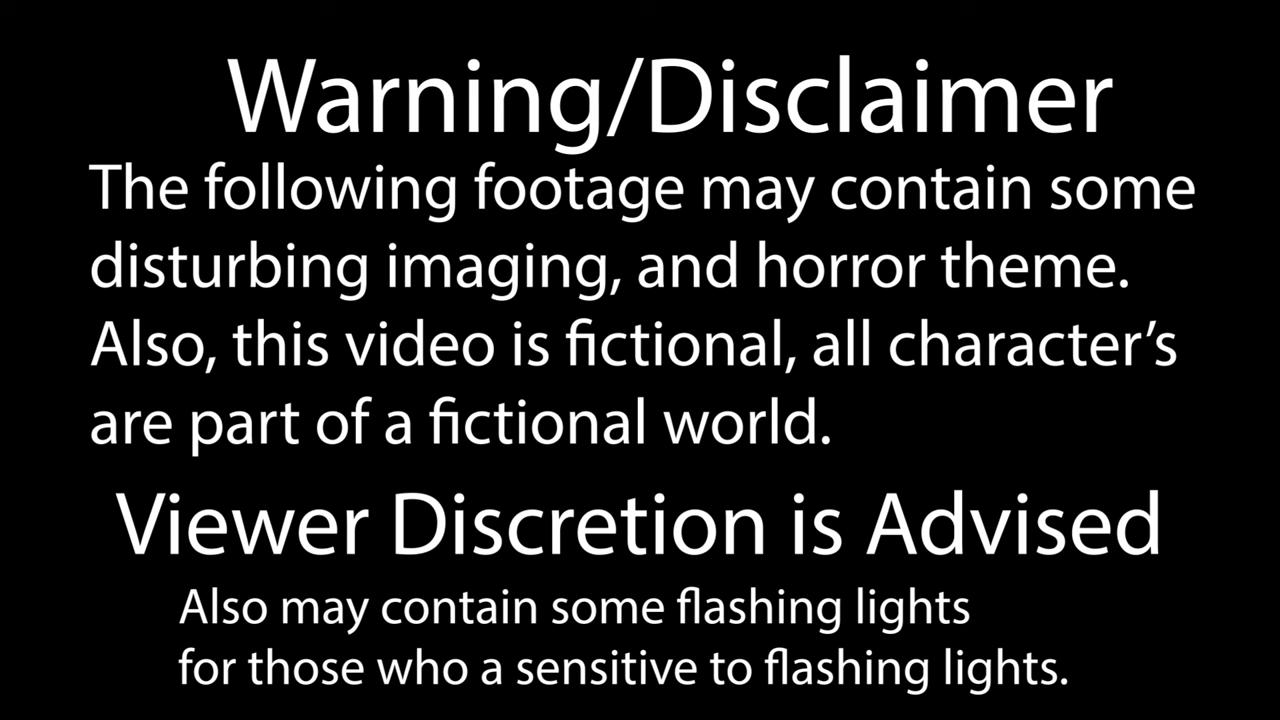 Warning/Disclaimer
The following footage may contain some
disturbing imaging, and horror theme.
Also, this video is fictional, all character’s
are part of a fictional world.
Viewer Discretion is Advised
Also may contain some flashing lights
for those who a sensitive to flashing lights.